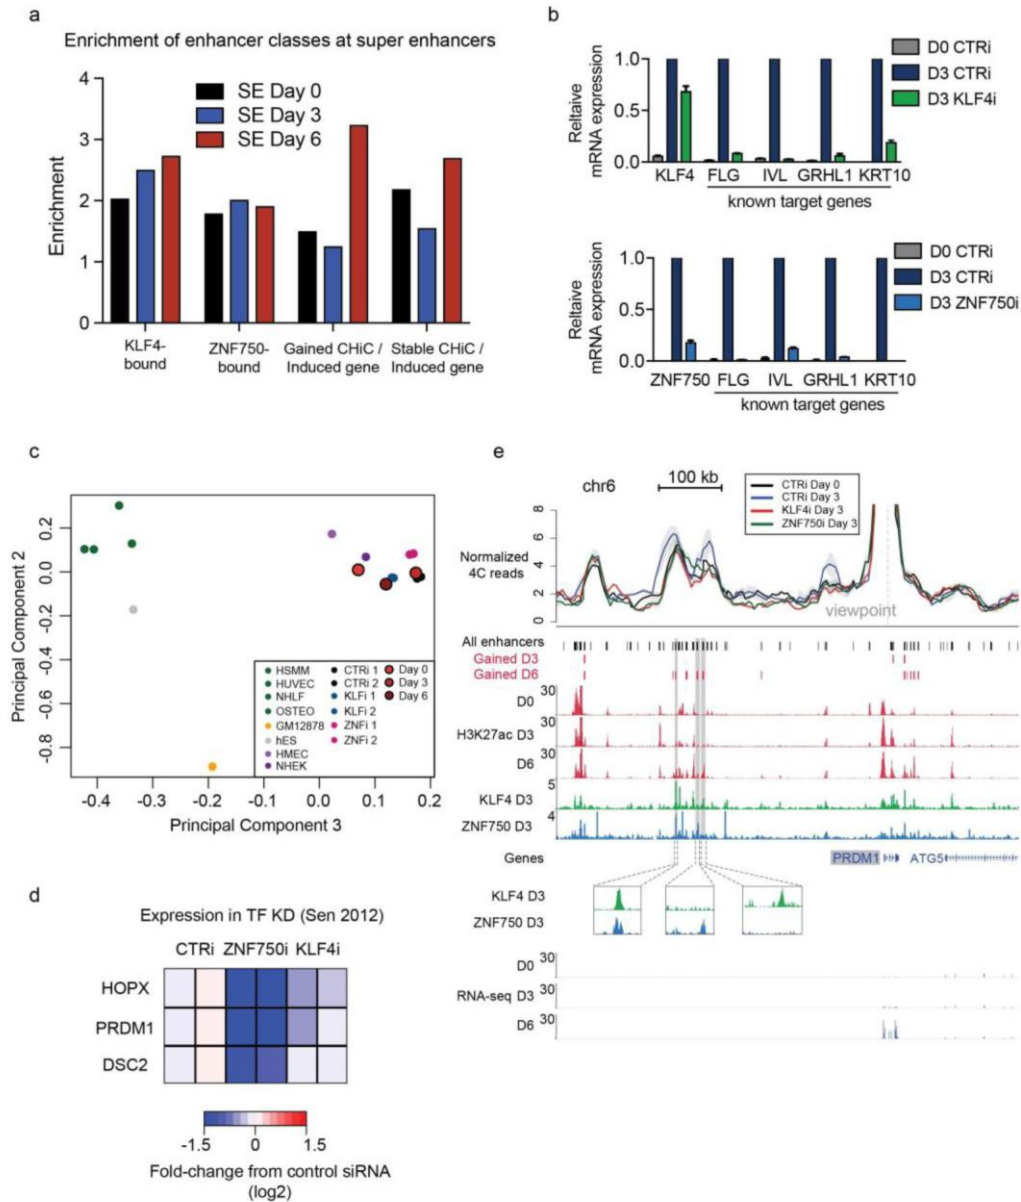 a
Enrichment of enhancer classes at super enhancers
Enrichment
4
3
2
1
0
SE Day 0
SE Day 3
SE Day 6
KLF4-
bound
ZNF750-
bound
Gained CHiC /
Induced gene
Stable CHiC /
Induced gene
b
Reltaive
mRNA expression
1.0
0.5
0.0
D0 CTRi
D3 CTRi
D3 KLF4i
KLF4 FLG IVL GRHL1 KRT10
known target genes
Reltaive
mRNA expression
1.0
0.5
0.0
D0 CTRi
D3 CTRi
D3 ZNF750i
ZNF750 FLG IVL GRHL1 KRT10
known target genes
c
Principal Component 2
0.2
0.0
-0.2
-0.4
-0.6
-0.8
-0.4 -0.3 -0.2 -0.1 0.0 0.1 0.2
Principal Component 3
HSMM
HUVEC
NHLF
OSTEO
GM12878
hES
HMEC
NHEK
CTRi 1
CTRi 2
KLFi 1
KLFi 2
ZNFi 1
ZNFi 2
Day 0
Day 3
Day 6
d
Expression in TF KD (Sen 2012)
CTRi ZNF750i KLF4i
HOPX
PRDM1
DSC2
-1.5 0 1.5
Fold-change from control siRNA
(log2)
e
chr6
100 kb
CTRi Day 0
CTRi Day 3
KLF4i Day 3
ZNF750i Day 3
8
6
4
2
0
Normalized
4C reads
viewpoint
All enhancers
Gained D3
Gained D6
D0 30
H3K27ac D3 30
D6 30
KLF4 D3 5
ZNF750 D3 4
Genes
PRDM1 ATG5
KLF4 D3
ZNF750 D3
D0 30
RNA-seq D3 30
D6 30